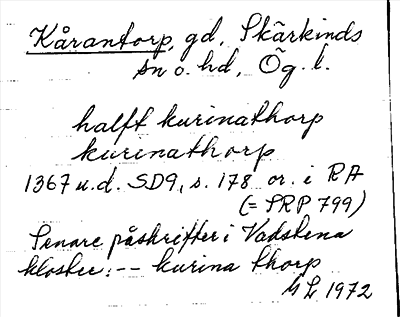 Kårantorp, gd, Skärkinds
sn o. hd, Ög. l.
halft kurinathorp
kurinathorp
1367 u.d. SD9, s. 178 or. i RA
(= SRP 799)
Senare påskrifter i Vadstena
kloster: -- kurina thorp
GL 1972